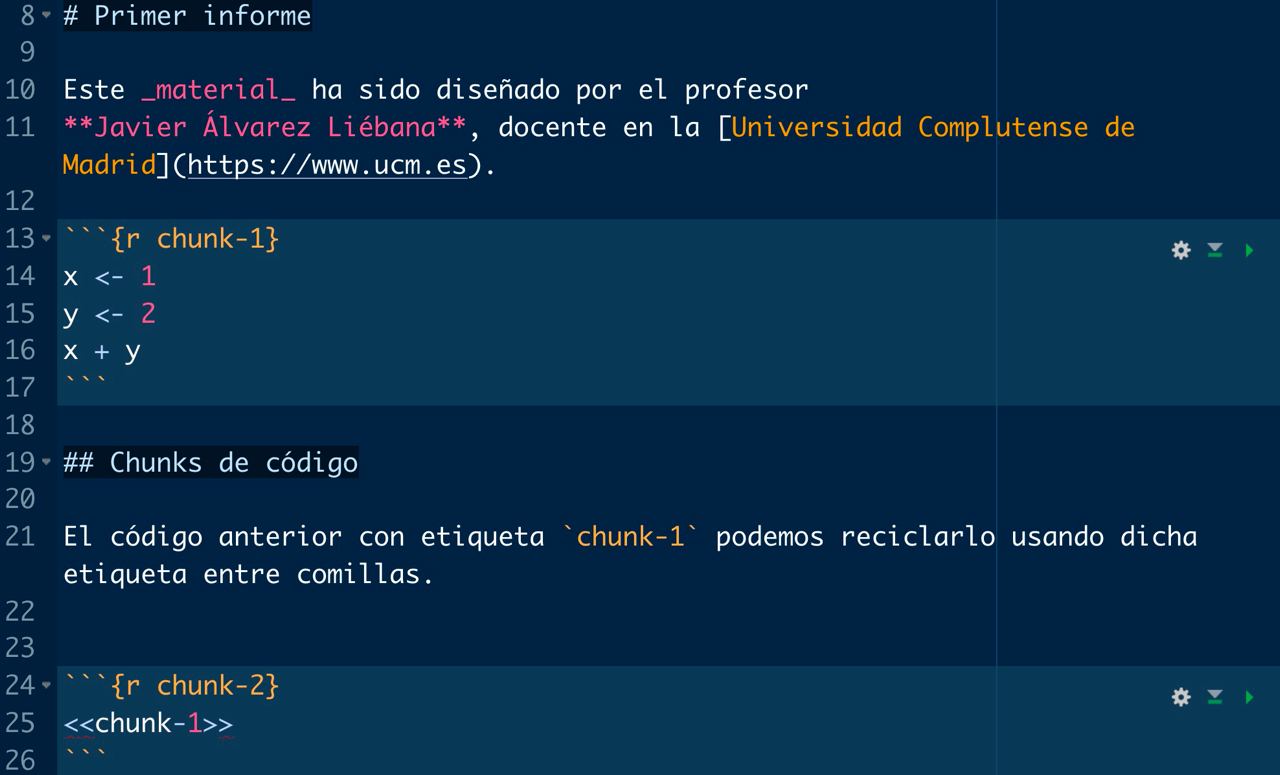 8 # Primer informe
9
10 Este _material_ ha sido diseñado por el profesor
11 **Javier Álvarez Liébana**, docente en la [Universidad Complutense de
Madrid](https://www.ucm.es).
12
13 ```{r chunk-1}
14 x <- 1
15 y <- 2
16 x + y
17 ```
18
19 ## Chunks de código
20
21 El código anterior con etiqueta `chunk-1` podemos reciclarlo usando dicha
etiqueta entre comillas.
22
23
24 ```{r chunk-2}
25 <<chunk-1>>
26 ```